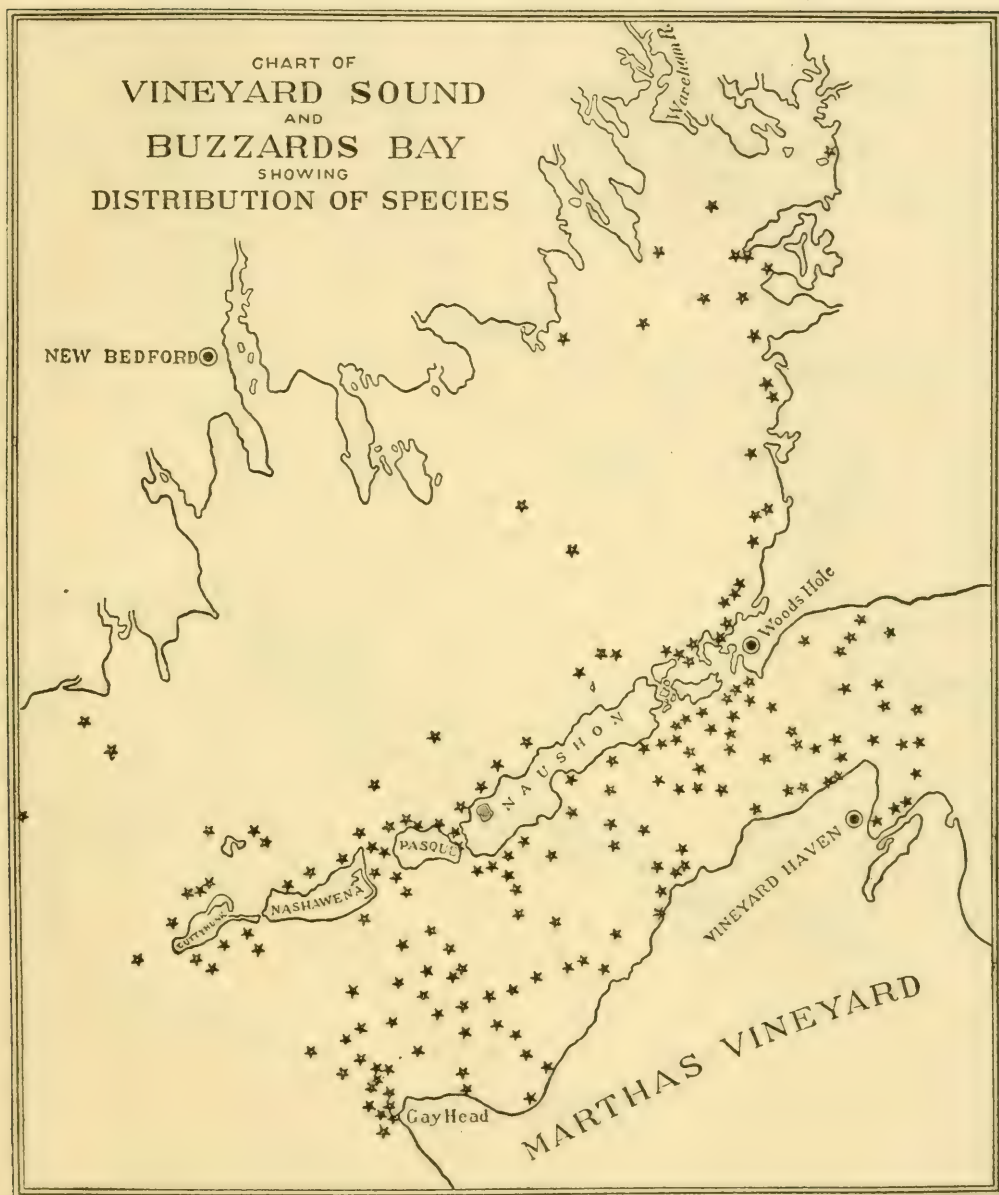 CHART OF
VINEYARD SOUND
AND
BUZZARDS BAY
SHOWING
DISTRIBUTION OF SPECIES
Wareham R.
NEW BEDFORD
Woods Hole
NAUSHON
PASQUE
NASHAWENA
CUTTYHUNK
VINEYARD HAVEN
MARTHAS VINEYARD
Gay Head